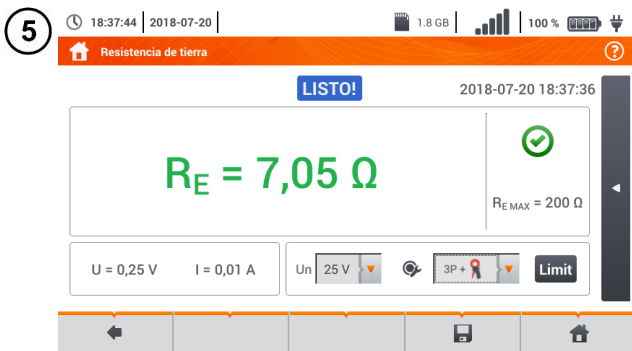 5
18:37:44 2018-07-20 1.8 GB 100 %
Resistencia de tierra ?
LISTO! 2018-07-20 18:37:36
RE = 7,05 Ω
RE MAX = 200 Ω
U = 0,25 V I = 0,01 A Un 25 V 3P + Limit